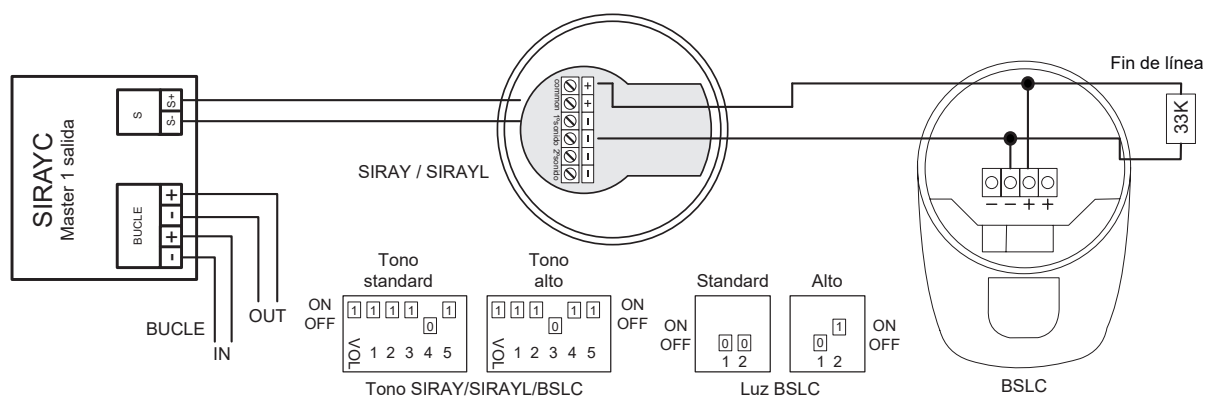 SIRAYC
Master 1 salida
S
S+
S-
BUCLE
+
-
+
-
BUCLE
IN
OUT
SIRAY / SIRAYL
common
1ºsonido
2ºsonido
+
+
-
-
-
-
Fin de línea
33K
− − + +
BSLC
Tono
standard
ON
OFF
1 1 1 1 0 1
VOL 1 2 3 4 5
Tono
alto
1 1 1 0 1 1
VOL 1 2 3 4 5
ON
OFF
Tono SIRAY/SIRAYL/BSLC
Standard
ON
OFF
0 0
1 2
Alto
0 1
1 2
ON
OFF
Luz BSLC